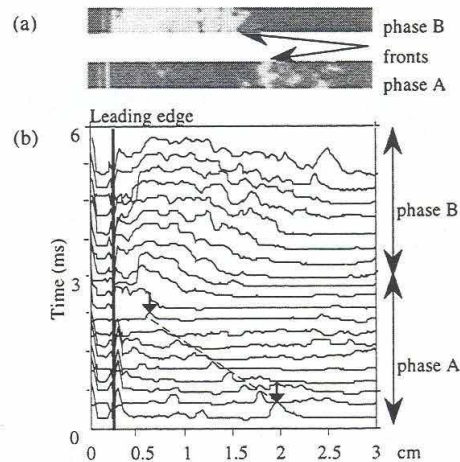 (a)
phase B
fronts
phase A
Leading edge
(b)
6
3
0
Time (ms)
phase B
phase A
0 0.5 1 1.5 2 2.5 3 cm